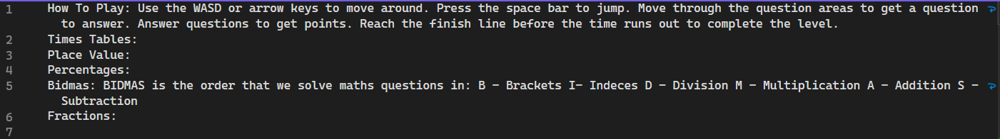 1 How To Play: Use the WASD or arrow keys to move around. Press the space bar to jump. Move through the question areas to get a question
to answer. Answer questions to get points. Reach the finish line before the time runs out to complete the level.
2 Times Tables:
3 Place Value:
4 Percentages:
5 Bidmas: BIDMAS is the order that we solve maths questions in: B - Brackets I- Indeces D - Division M - Multiplication A - Addition S -
Subtraction
6 Fractions:
7